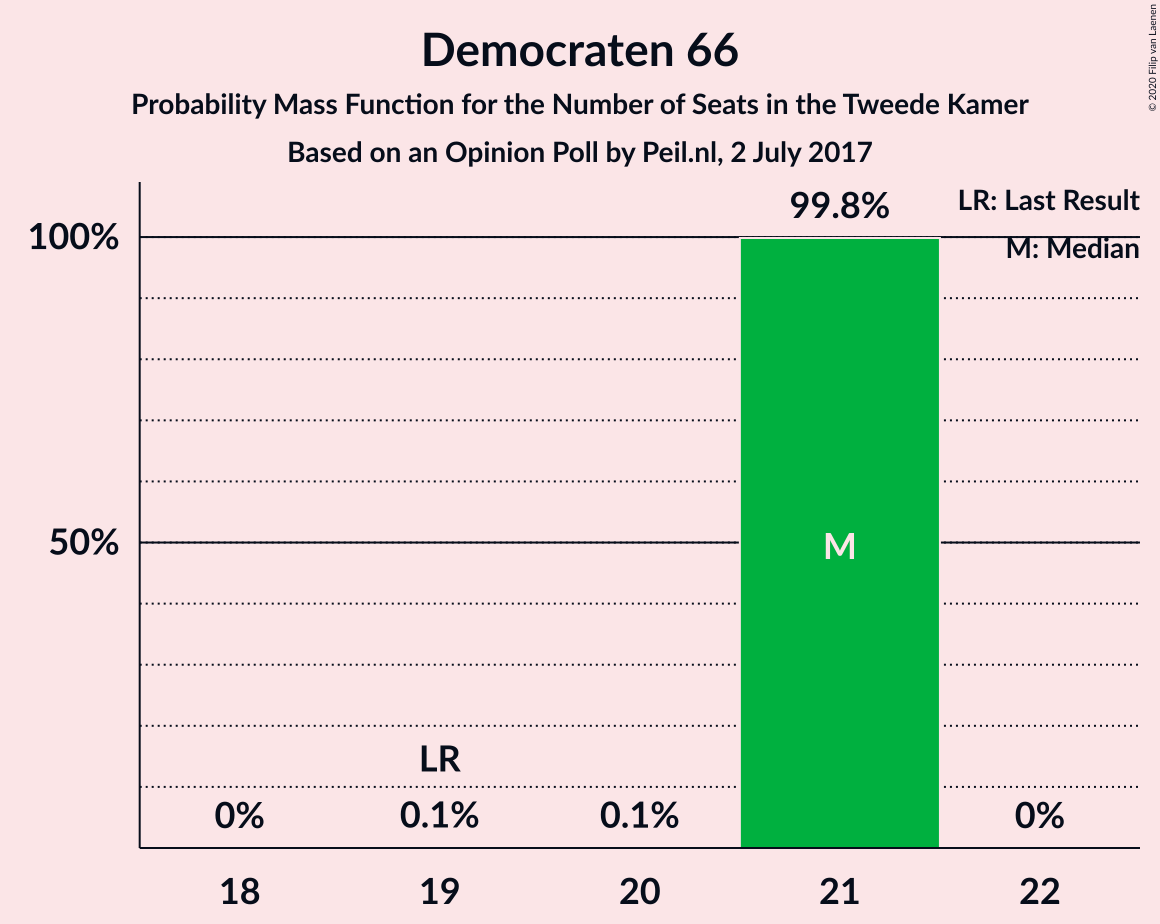 Democraten 66
Probability Mass Function for the Number of Seats in the Tweede Kamer
Based on an Opinion Poll by Peil.nl, 2 July 2017
© 2020 Filip van Laenen
99.8%
LR: Last Result
100%
M: Median
50%
M
LR
0%
0.1%
0.1%
0%
18
19
20
21
22